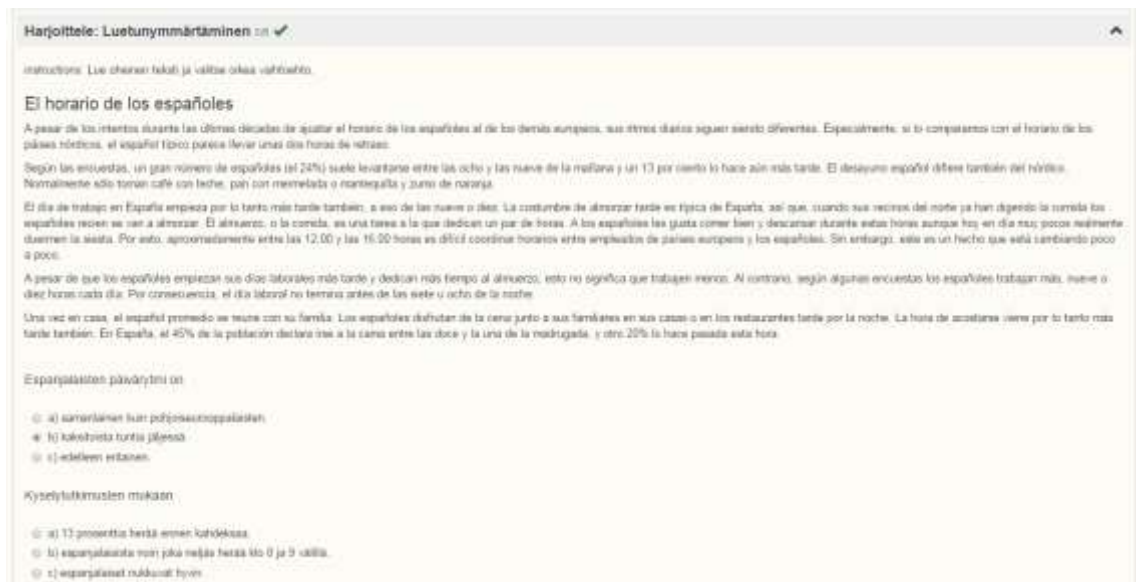 Harjoittele: Luetunymmärtäminen
instructions: Lue oheinen teksti ja valitse oikea vaihtoehto.
El horario de los españoles
A pesar de los intentos durante las últimas décadas de ajustar el horario de los españoles al de los demás europeos, sus ritmos diarios siguen siendo diferentes. Especialmente, si lo comparamos con el horario de los
países nórdicos, el español típico parece llevar unas dos horas de retraso.
Según las encuestas, un gran número de españoles (el 24%) suele levantarse entre las ocho y las nueve de la mañana y un 13 por ciento lo hace aún más tarde. El desayuno español difiere también del nórdico.
Normalmente sólo toman café con leche, pan con mermelada o mantequilla y zumo de naranja.
El día de trabajo en España empieza por lo tanto más tarde también, a eso de las nueve o diez. La costumbre de almorzar tarde es típica de España, así que, cuando sus vecinos del norte ya han digerido la comida los
españoles recien se van a almorzar. El almuerzo, o la comida, es una tarea a la que dedican un par de horas. A los españoles les gusta comer bien y descansar durante estas horas aunque hoy en día muy pocos realmente
duermen la siesta. Por esto, aproximadamente entre las 12.00 y las 16.00 horas es difícil coordinar horarios entre empleados de países europeos y los españoles. Sin embargo, este es un hecho que está cambiando poco
a poco.
A pesar de que los españoles empiezan sus días laborales más tarde y dedican más tiempo al almuerzo, esto no significa que trabajen menos. Al contrario, según algunas encuestas los españoles trabajan más, nueve o
diez horas cada día. Por consecuencia, el día laboral no termina antes de las siete u ocho de la noche.
Una vez en casa, el español promedio se reune con su familia. Los españoles disfrutan de la cena junto a sus familiares en sus casas o en los restaurantes tarde por la noche. La hora de acostarse viene por lo tanto más
tarde también. En España, el 45% de la población declara irse a la cama entre las doce y la una de la madrugada, y otro 20% lo hace pasada esta hora.
Espanjalaisten päivärytmi on
a) samanlainen kuin pohjoiseurooppalaisten.
b) kaksitoista tuntia jäljessä.
c) edelleen erilainen.
Kyselytutkimusten mukaan
a) 13 prosenttia herää ennen kahdeksaa.
b) espanjalaisista noin joka neljäs herää klo 8 ja 9 välillä.
c) espanjalaiset nukkuvat hyvin.